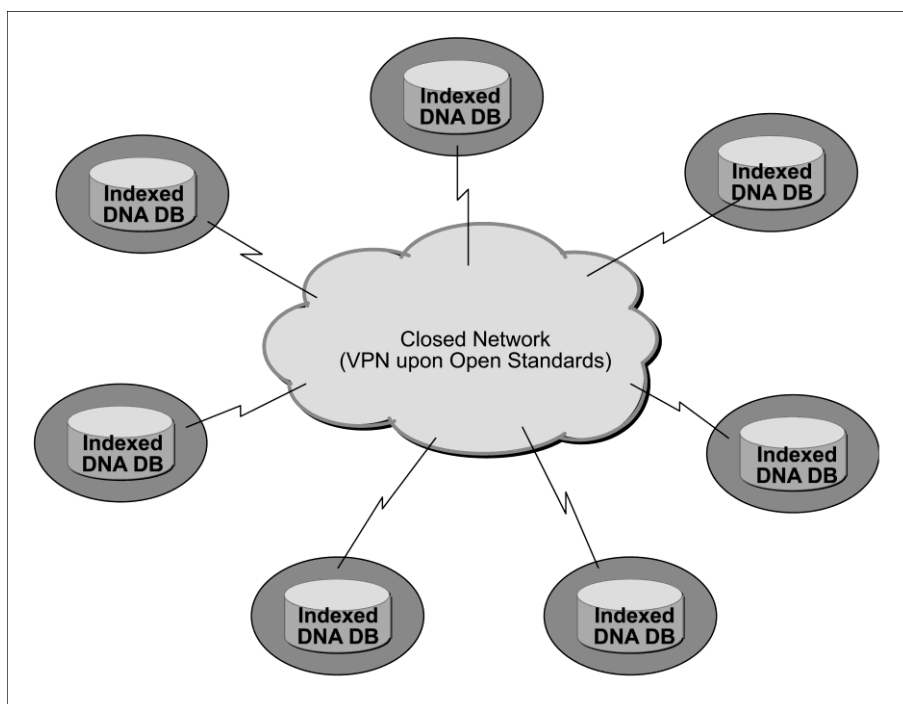 Indexed
DNA DB
Indexed
DNA DB
Indexed
DNA DB
Closed Network
(VPN upon Open Standards)
Indexed
DNA DB
Indexed
DNA DB
Indexed
DNA DB
Indexed
DNA DB